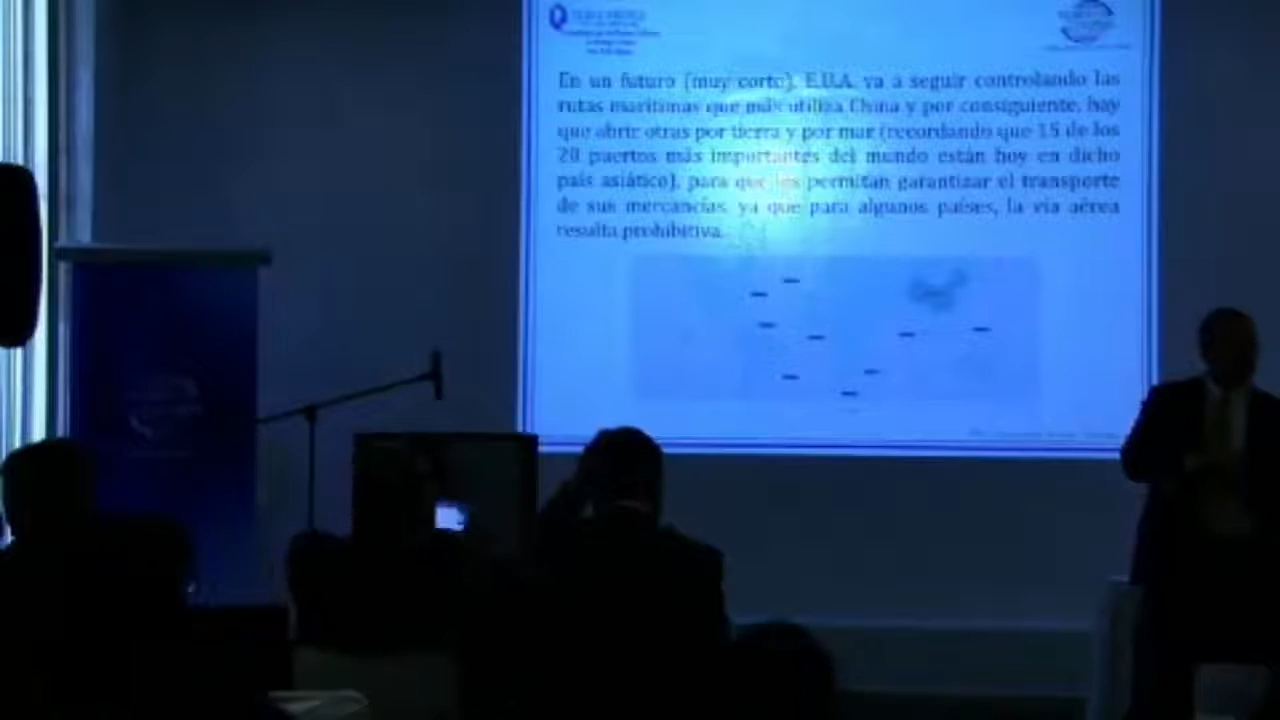 En un futuro (muy corto), E.U.A. va a seguir controlando las
rutas marítimas que más utiliza China y por consiguiente, hay
que abrir otras por tierra y por mar (recordando que 15 de los
20 puertos más importantes del mundo están hoy en dicho
país asiático), para que les permitan garantizar el transporte
de sus mercancías, ya que para algunos países, la vía aérea
resulta prohibitiva.